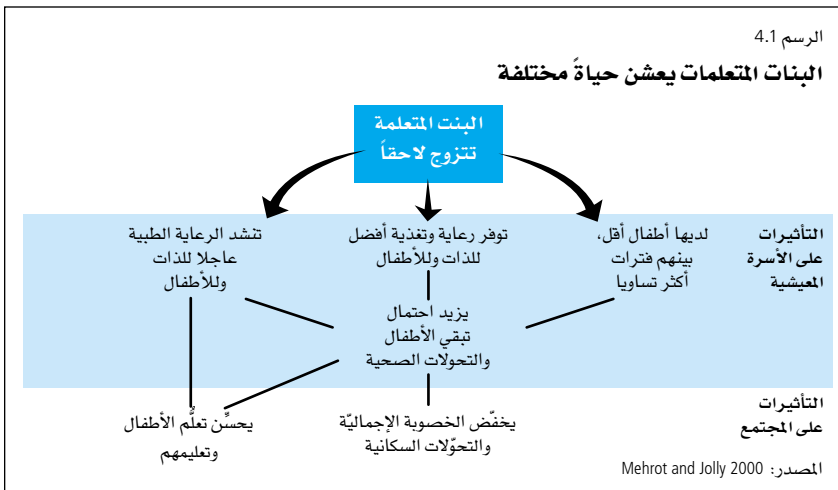 الرسم 4.1
البنات المتعلمات يعشن حياةً مختلفة
البنت المتعلمة
تتزوج لاحقاً
التأثيرات
على الأسرة
المعيشية
لديها أطفال أقل،
بينهم فترات
أكثر تساويا
توفر رعاية وتغذية أفضل
للذات وللأطفال
تنشد الرعاية الطبية
عاجلا للذات
وللأطفال
يزيد احتمال
تبقي الأطفال
والتحولات الصحية
التأثيرات
على المجتمع
يخفّض الخصوبة الإجماليّة
والتحوّلات السكانية
يحسّن تعلُّم الأطفال
وتعليمهم
المصدر: Mehrot and Jolly 2000